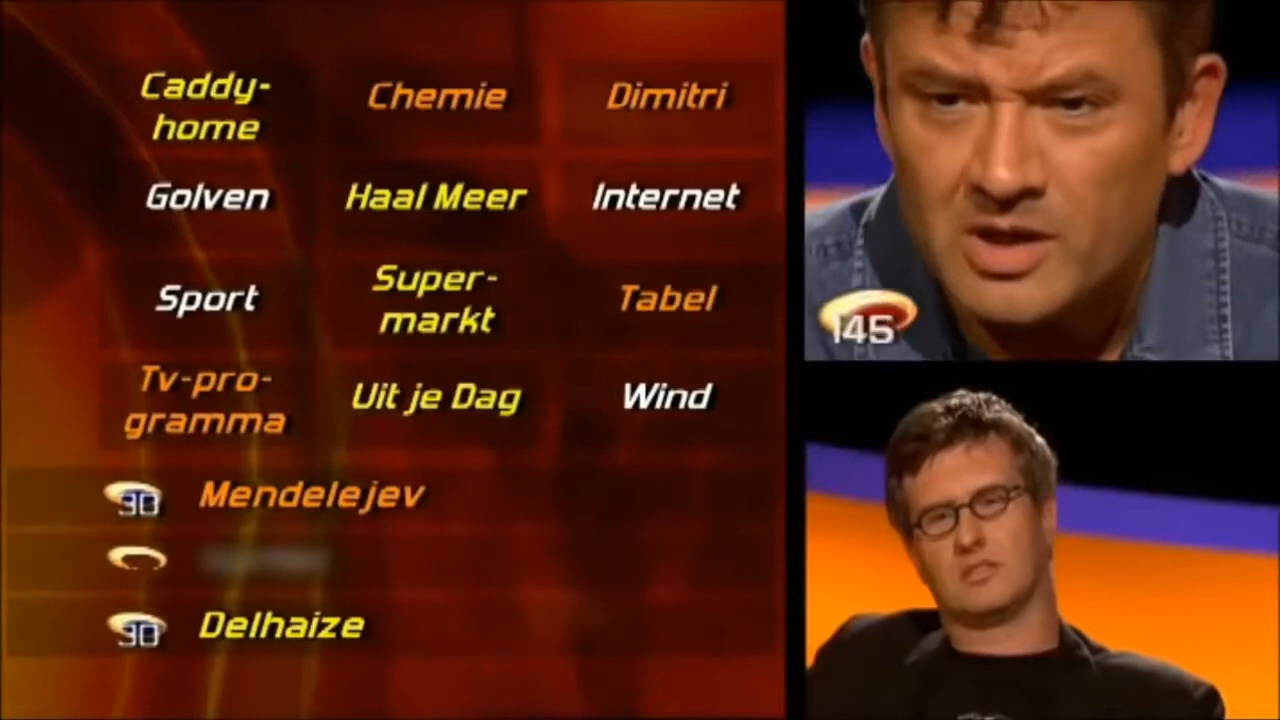 Caddy-
home
Chemie
Dimitri
Golven
Haal Meer
Internet
Sport
Super-
markt
Tabel
Tv-pro-
gramma
Uit je Dag
Wind
30 Mendelejev
30 Delhaize
145